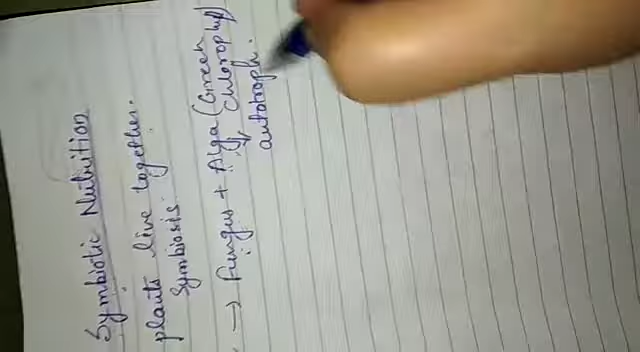 Symbiotic Nutrition
plants live together.
Symbiosis.
→ Fungus + Alga (Green
Chlorophyll)
autotroph.